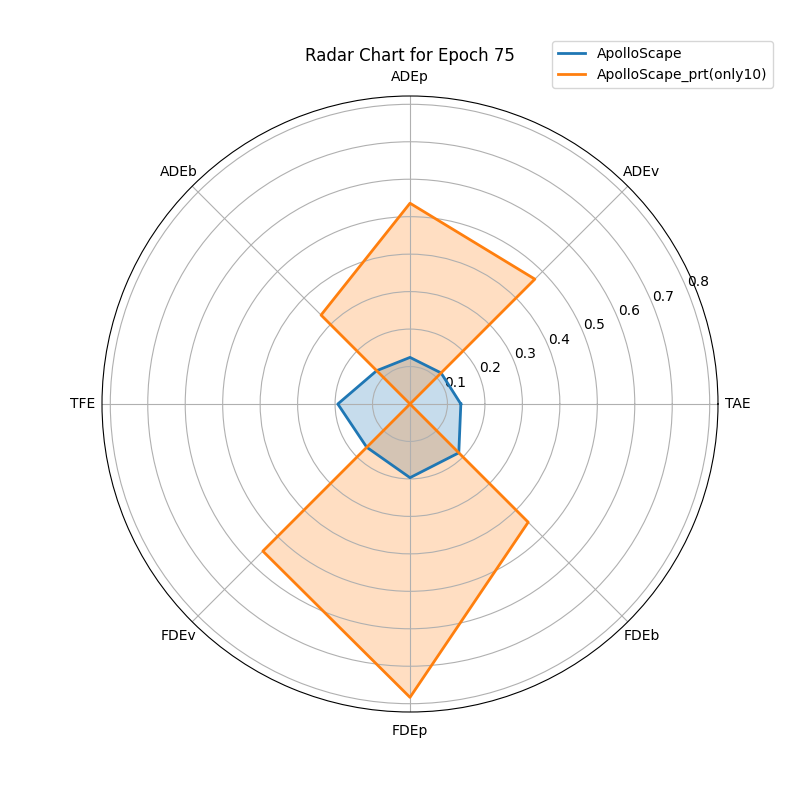 Radar Chart for Epoch 75
ApolloScape
ApolloScape_prt(only10)
ADEp
ADEb
ADEv
0.8
0.7
0.6
0.5
0.4
0.3
0.2
0.1
TFE
TAE
FDEv
FDEb
FDEp